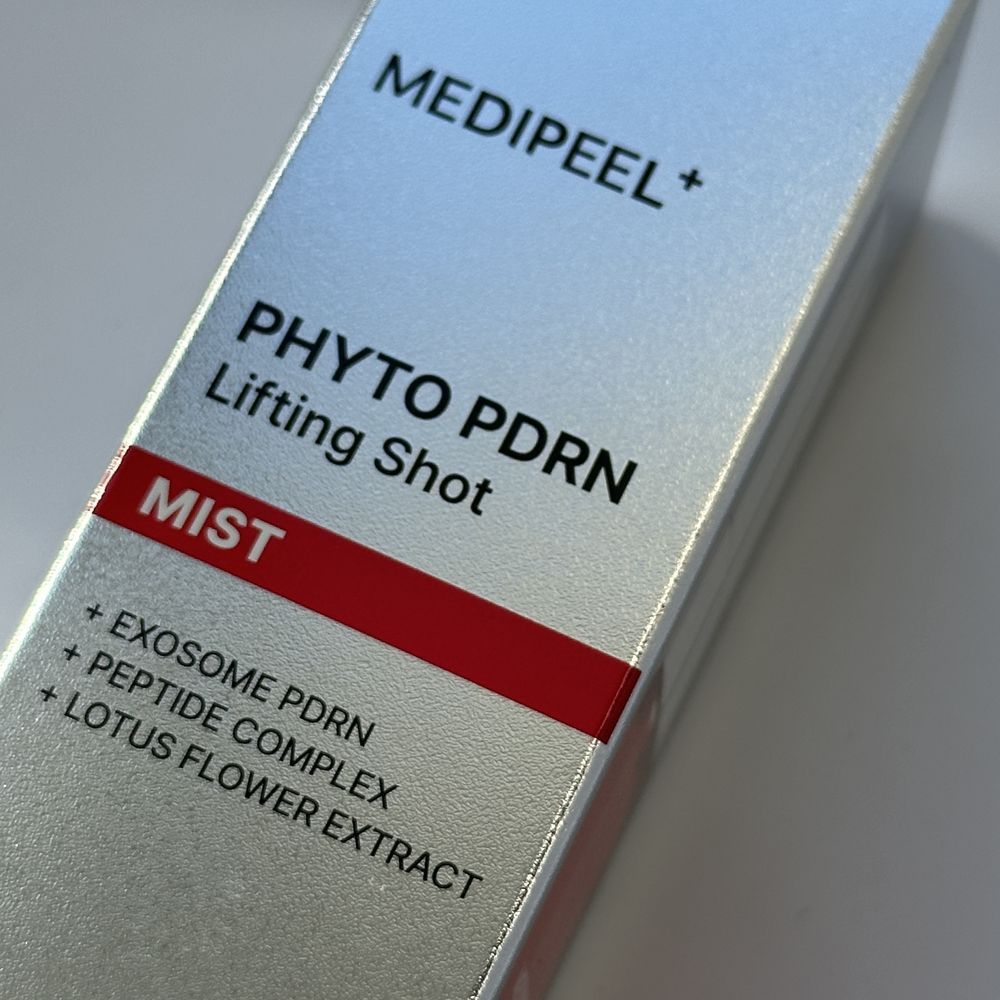 MEDIPEEL+
PHYTO PDRN
Lifting Shot
MIST
+ EXOSOME PDRN
+ PEPTIDE COMPLEX
+ LOTUS FLOWER EXTRACT